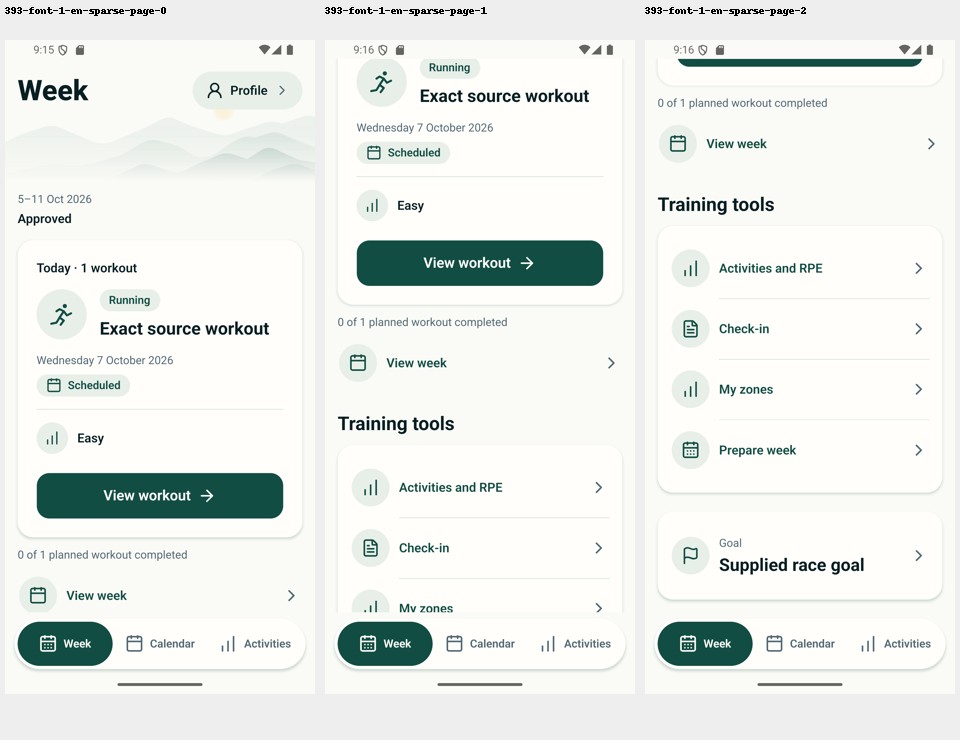 393-font-1-en-sparse-page-0
9:15
Week
Profile
5–11 Oct 2026
Approved
Today · 1 workout
Running
Exact source workout
Wednesday 7 October 2026
Scheduled
Easy
View workout
0 of 1 planned workout completed
View week
Week
Calendar
Activities
393-font-1-en-sparse-page-1
9:16
Running
Exact source workout
Wednesday 7 October 2026
Scheduled
Easy
View workout
0 of 1 planned workout completed
View week
Training tools
Activities and RPE
Check-in
My zones
Week
Calendar
Activities
393-font-1-en-sparse-page-2
9:16
0 of 1 planned workout completed
View week
Training tools
Activities and RPE
Check-in
My zones
Prepare week
Goal
Supplied race goal
Week
Calendar
Activities